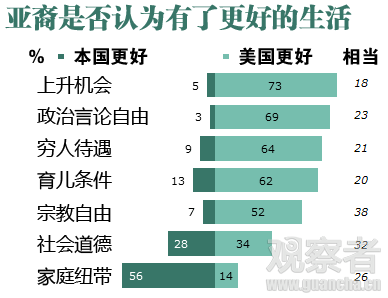 亚裔是否认为有了更好的生活
% 本国更好 美国更好 相当
上升机会 5 73 18
政治言论自由 3 69 23
穷人待遇 9 64 21
育儿条件 13 62 20
宗教自由 7 52 38
社会道德 28 34 32
家庭纽带 56 14 26
观察者
www.guancha.cn